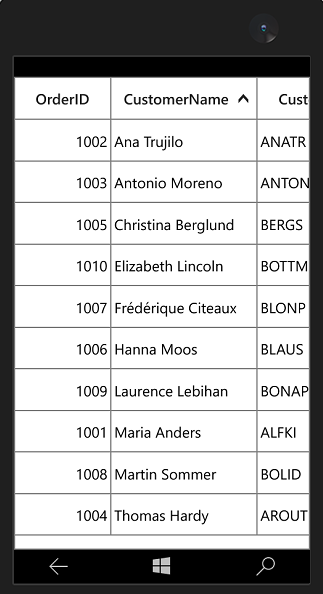 OrderID CustomerName Cust
1002 Ana Trujilo ANATR
1003 Antonio Moreno ANTON
1005 Christina Berglund BERGS
1010 Elizabeth Lincoln BOTTM
1007 Frédérique Citeaux BLONP
1006 Hanna Moos BLAUS
1009 Laurence Lebihan BONAP
1001 Maria Anders ALFKI
1008 Martin Sommer BOLID
1004 Thomas Hardy AROUT